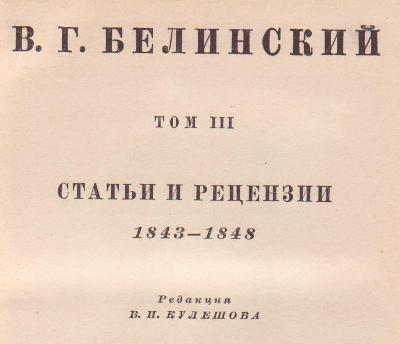 В. Г. БЕЛИНСКИЙ
ТОМ III
СТАТЬИ И РЕЦЕНЗИИ
1843–1848
Редакция
В. И. КУЛЕШОВА